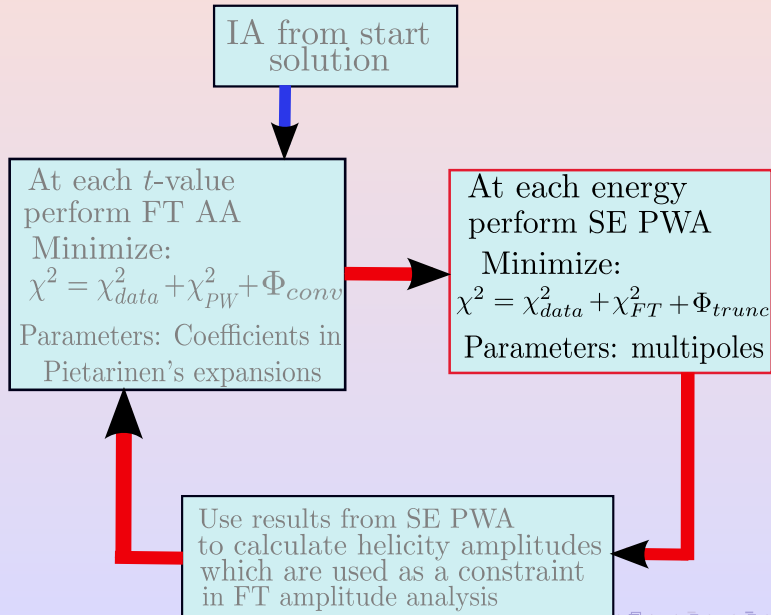 IA from start
solution
At each t-value
perform FT AA
Minimize:
χ² = χ²_data + χ²_PW + Φ_conv
Parameters: Coefficients in
Pietarinen's expansions
At each energy
perform SE PWA
Minimize:
χ² = χ²_data + χ²_FT + Φ_trunc
Parameters: multipoles
Use results from SE PWA
to calculate helicity amplitudes
which are used as a constraint
in FT amplitude analysis